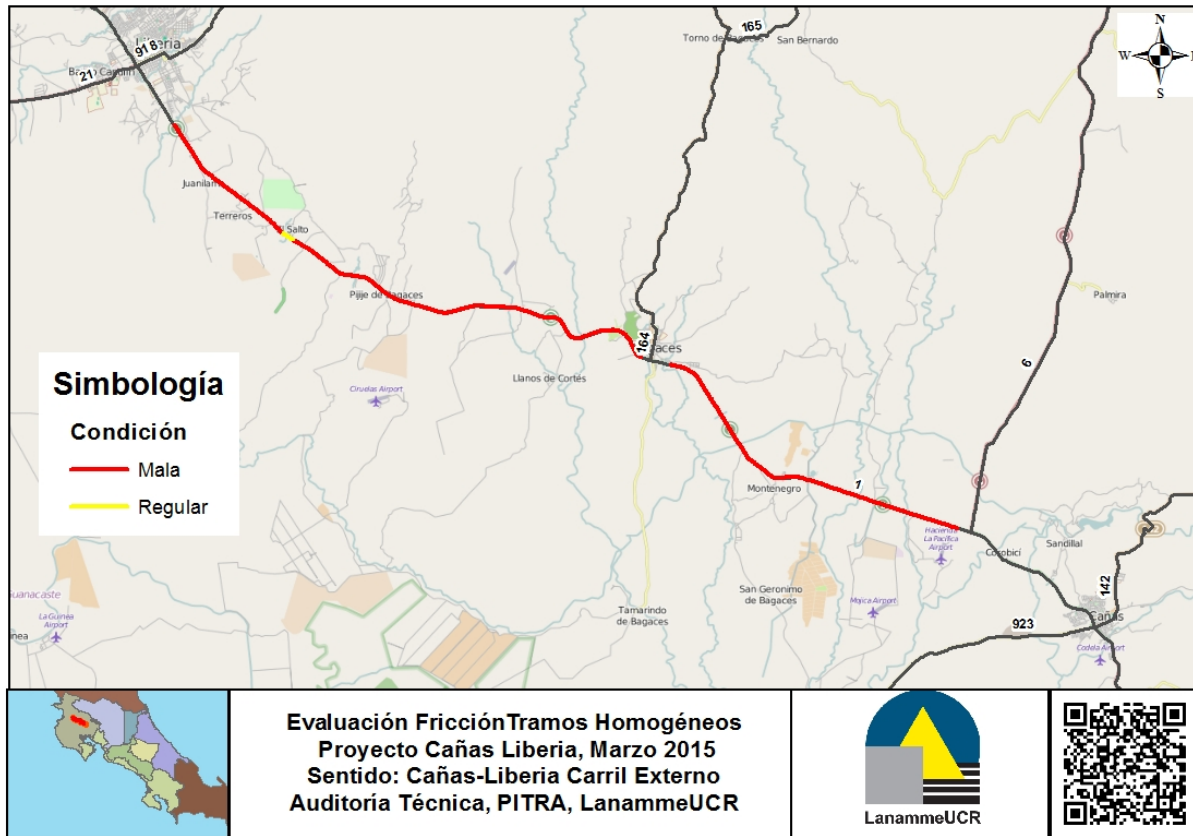 165
Torno de Bagaces
San Bernardo
N
W
S
918
Liberia
21
Juanilam
Terreros
El Salto
Pijje de Bagaces
Palmira
6
164
Llanos de Cortés
Ciruelas Airport
Simbología
Condición
Mala
Regular
Montenegro
1
Hacienda
La Pacífica
Airport
Corobicí
Sandillal
142
San Geronimo
de Bagaces
Mojica Airport
Guanacaste
La Guinea
Airport
Tamarindo
de Bagaces
923
Cañas
Codela Airport
Evaluación FricciónTramos Homogéneos
Proyecto Cañas Liberia, Marzo 2015
Sentido: Cañas-Liberia Carril Externo
Auditoría Técnica, PITRA, LanammeUCR
LanammeUCR